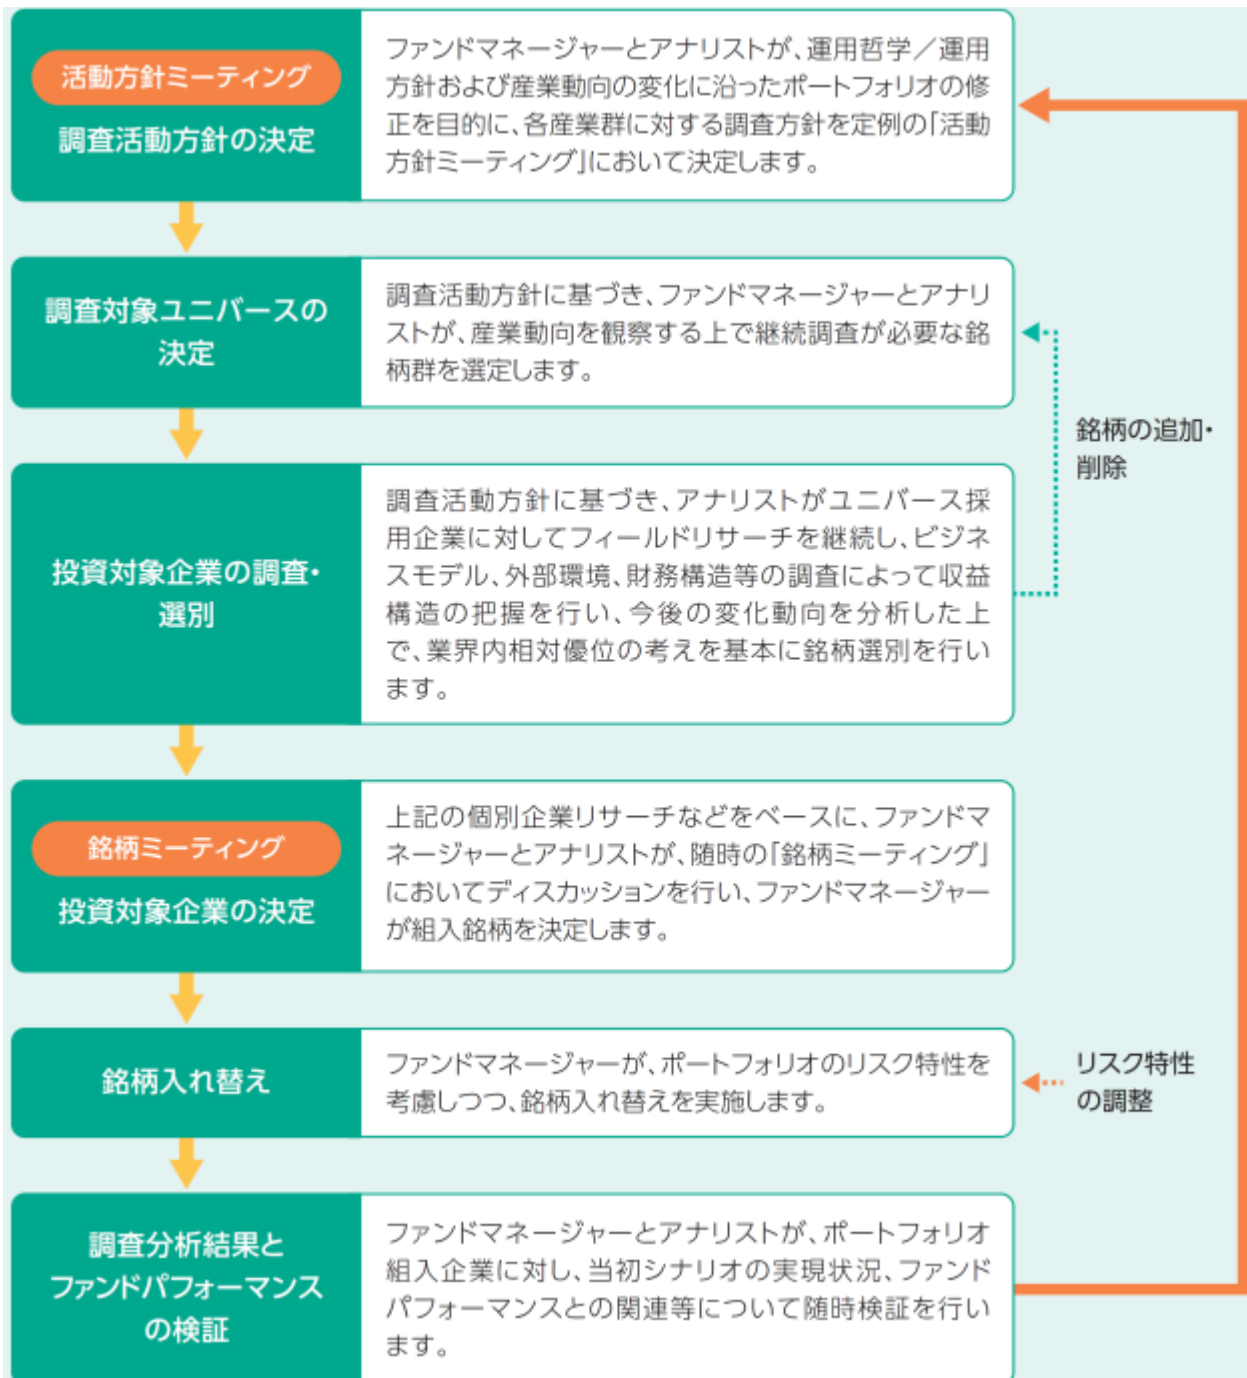 活動方針ミーティング
調査活動方針の決定
ファンドマネージャーとアナリストが、運用哲学／運用
方針および産業動向の変化に沿ったポートフォリオの修
正を目的に、各産業群に対する調査方針を定例の「活動
方針ミーティング」において決定します。
調査対象ユニバースの
決定
調査活動方針に基づき、ファンドマネージャーとアナリ
ストが、産業動向を観察する上で継続調査が必要な銘
柄群を選定します。
銘柄の追加・
削除
投資対象企業の調査・
選別
調査活動方針に基づき、アナリストがユニバース採
用企業に対してフィールドリサーチを継続し、ビジネ
スモデル、外部環境、財務構造等の調査によって収益
構造の把握を行い、今後の変化動向を分析した上
で、業界内相対優位の考えを基本に銘柄選別を行い
ます。
銘柄ミーティング
投資対象企業の決定
上記の個別企業リサーチなどをベースに、ファンドマ
ネージャーとアナリストが、随時の「銘柄ミーティング」
においてディスカッションを行い、ファンドマネージャー
が組入銘柄を決定します。
銘柄入れ替え
ファンドマネージャーが、ポートフォリオのリスク特性を
考慮しつつ、銘柄入れ替えを実施します。
リスク特性
の調整
調査分析結果と
ファンドパフォーマンス
の検証
ファンドマネージャーとアナリストが、ポートフォリオ
組入企業に対し、当初シナリオの実現状況、ファンド
パフォーマンスとの関連等について随時検証を行い
ます。